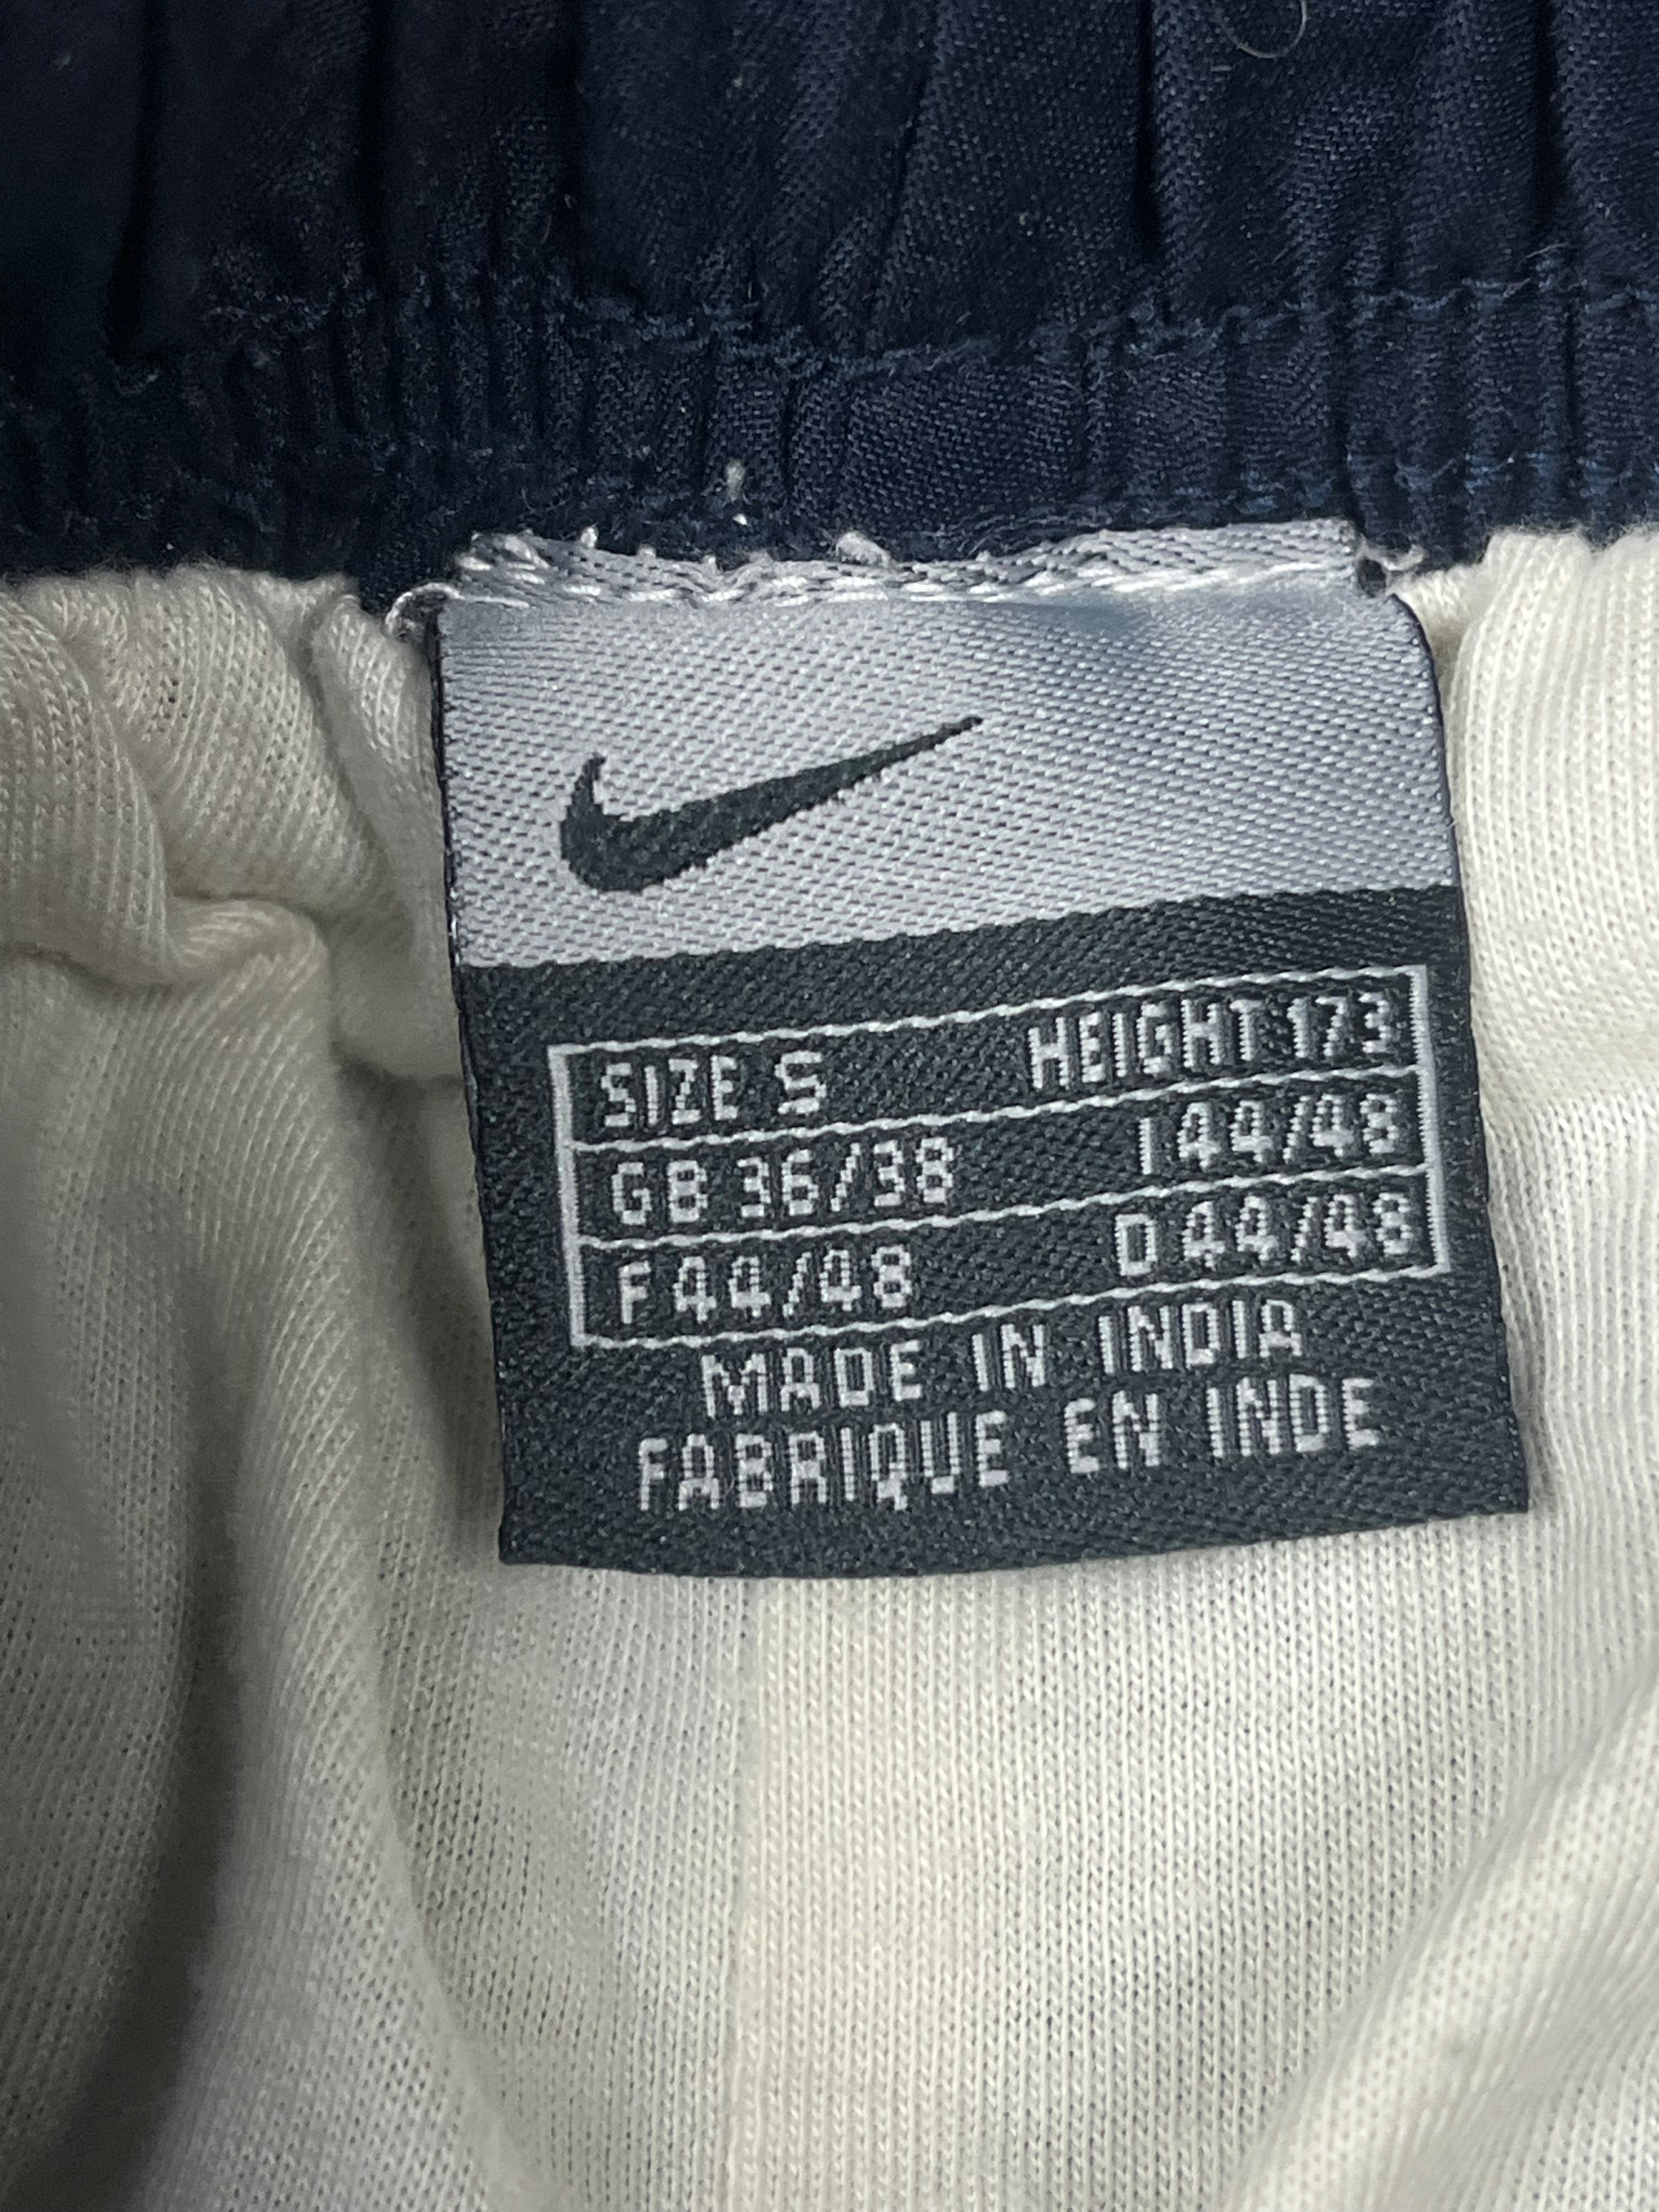 SIZE S HEIGHT 173
GB 36/38 I 44/48
F 44/48 D 44/48
MADE IN INDIA
FABRIQUE EN INDE